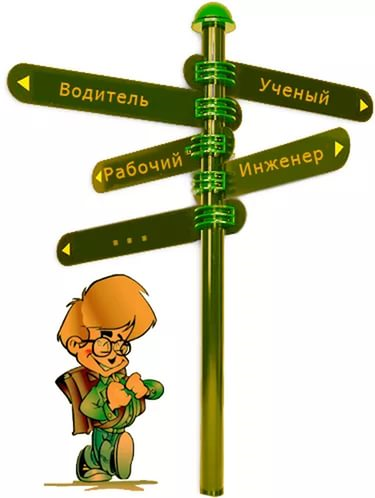 Водитель
Ученый
Рабочий
Инженер
...